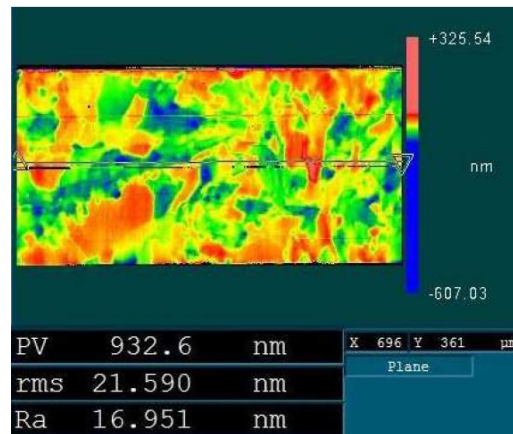 +325.54
nm
-607.03
PV 932.6 nm
rms 21.590 nm
Ra 16.951 nm
X 696 Y 361 µm
Plane